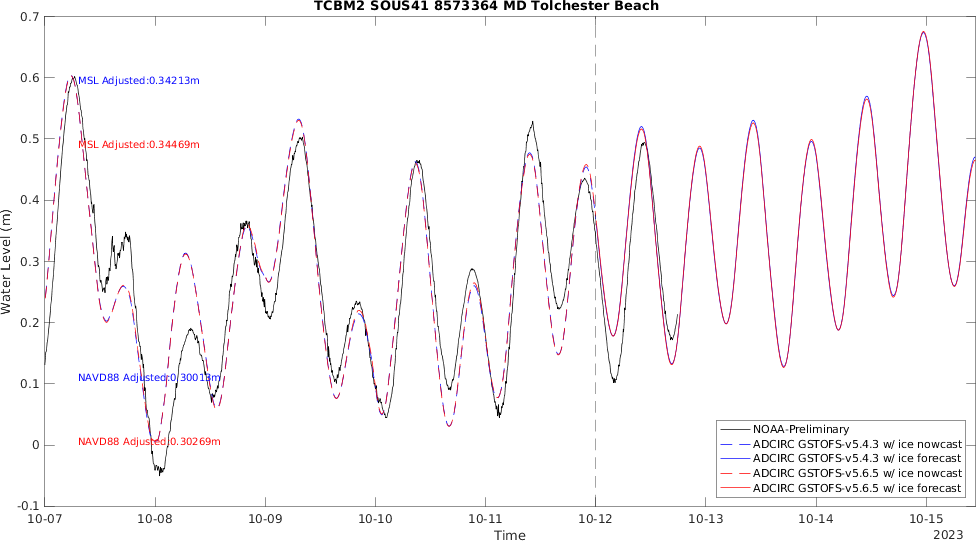 TCBM2 SOUS41 8573364 MD Tolchester Beach
Water Level (m)
0.7
0.6
0.5
0.4
0.3
0.2
0.1
0
-0.1
MSL Adjusted:0.34213m
MSL Adjusted:0.34469m
NAVD88 Adjusted:0.30013m
NAVD88 Adjusted:0.30269m
NOAA-Preliminary
ADCIRC GSTOFS-v5.4.3 w/ ice nowcast
ADCIRC GSTOFS-v5.4.3 w/ ice forecast
ADCIRC GSTOFS-v5.6.5 w/ ice nowcast
ADCIRC GSTOFS-v5.6.5 w/ ice forecast
10-07 10-08 10-09 10-10 10-11 10-12 10-13 10-14 10-15
Time
2023